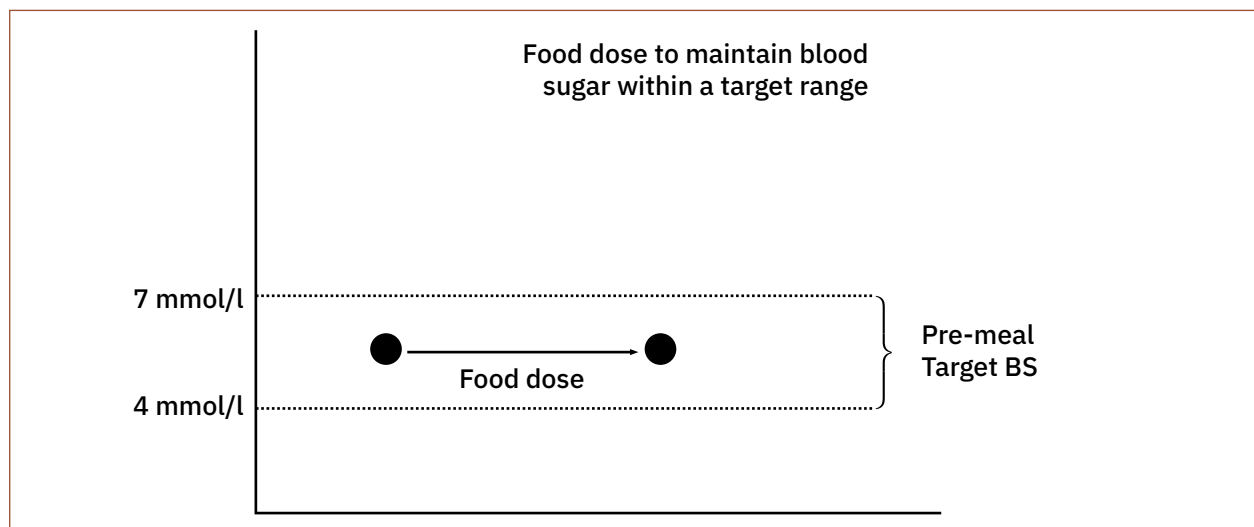 Food dose to maintain blood
sugar within a target range
7 mmol/l
Food dose
4 mmol/l
Pre-meal
Target BS